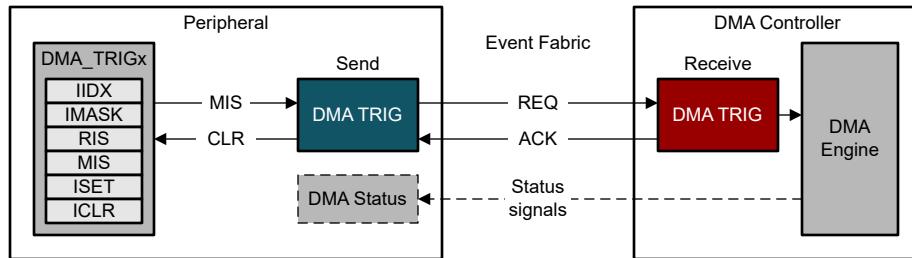 Peripheral
DMA_TRIGx
IIDX
IMASK
RIS
MIS
ISET
ICLR
MIS
CLR
Send
DMA TRIG
DMA Status
Event Fabric
REQ
ACK
Status
signals
DMA Controller
Receive
DMA TRIG
DMA
Engine